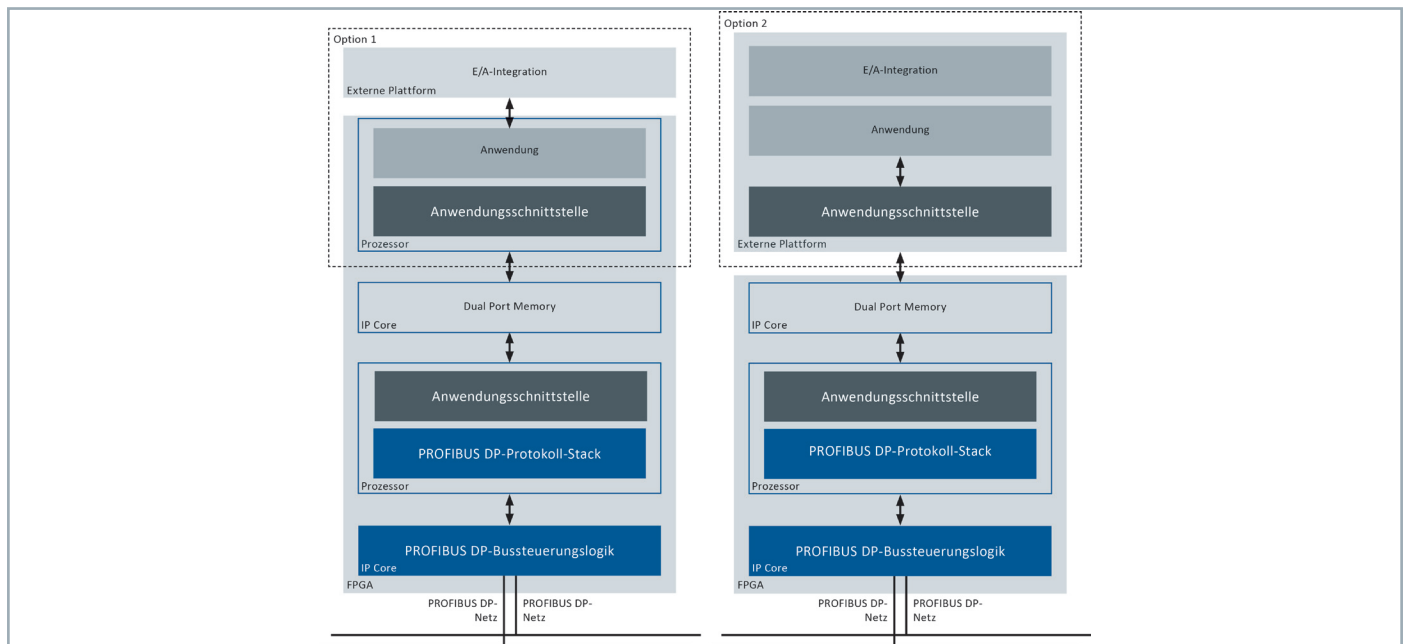 Option 1
E/A-Integration
Externe Plattform
Anwendung
Anwendungsschnittstelle
Prozessor
Dual Port Memory
IP Core
Anwendungsschnittstelle
PROFIBUS DP-Protokoll-Stack
Prozessor
PROFIBUS DP-Bussteuerungslogik
IP Core
FPGA
PROFIBUS DP-
Netz
PROFIBUS DP-
Netz
Option 2
E/A-Integration
Anwendung
Anwendungsschnittstelle
Externe Plattform
Dual Port Memory
IP Core
Anwendungsschnittstelle
PROFIBUS DP-Protokoll-Stack
Prozessor
PROFIBUS DP-Bussteuerungslogik
IP Core
FPGA
PROFIBUS DP-
Netz
PROFIBUS DP-
Netz